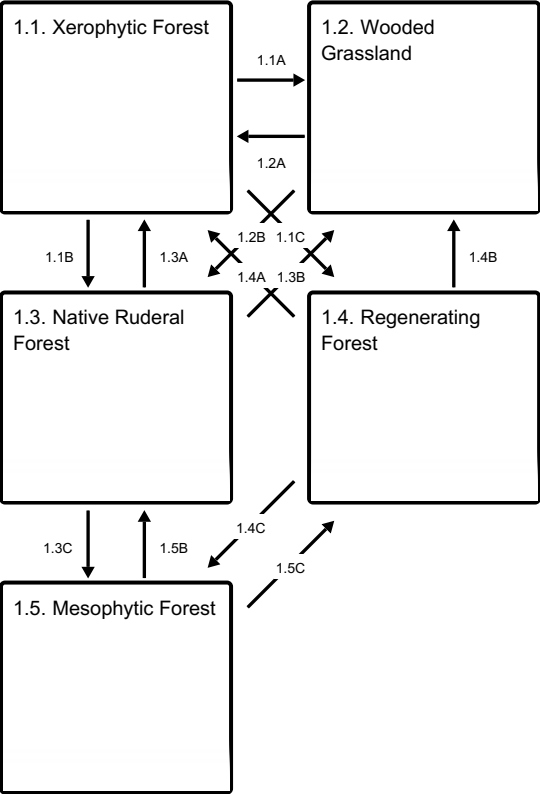 1.1. Xerophytic Forest
1.2. Wooded
Grassland
1.1A
1.2A
1.1B
1.3A
1.2B
1.1C
1.4B
1.4A
1.3B
1.3. Native Ruderal
Forest
1.4. Regenerating
Forest
1.3C
1.5B
1.4C
1.5C
1.5. Mesophytic Forest